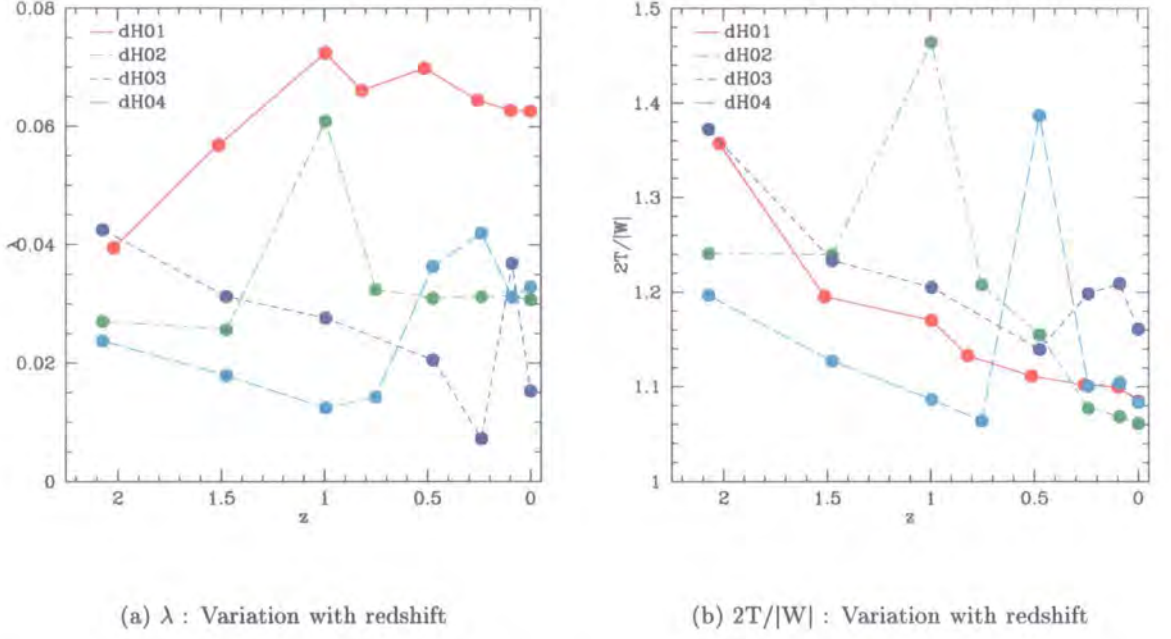 0.08
0.06
0.04
0.02
0
λ
dH01
dH02
dH03
dH04
2
1.5
1
0.5
0
z
1.5
1.4
1.3
1.2
1.1
1
2T/|W|
dH01
dH02
dH03
dH04
2
1.5
1
0.5
0
z
(a) λ : Variation with redshift
(b) 2T/|W| : Variation with redshift